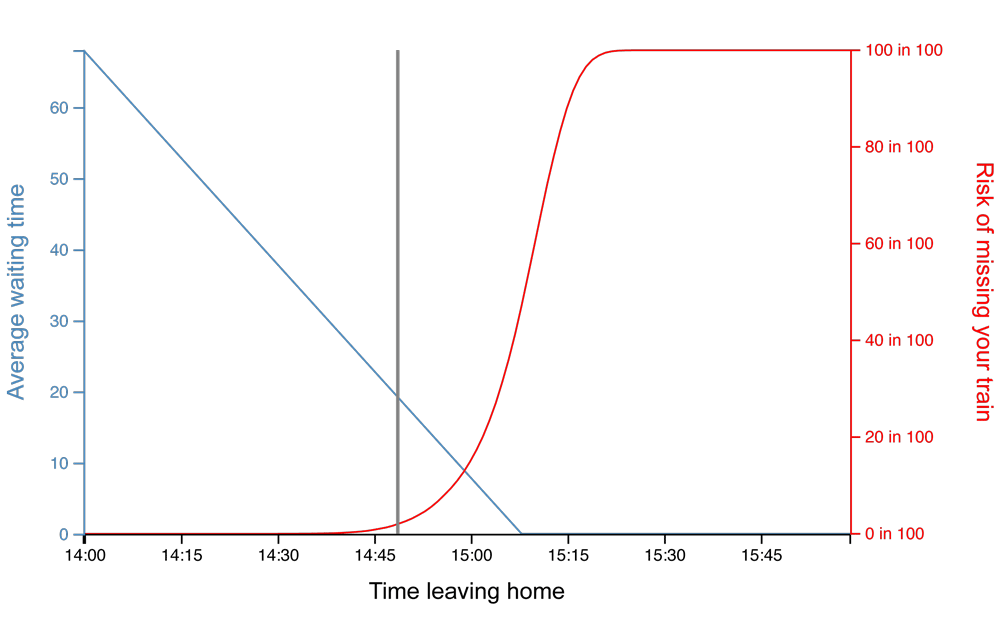 Average waiting time
60
50
40
30
20
10
0
100 in 100
80 in 100
60 in 100
40 in 100
20 in 100
0 in 100
Risk of missing your train
14:00 14:15 14:30 14:45 15:00 15:15 15:30 15:45
Time leaving home